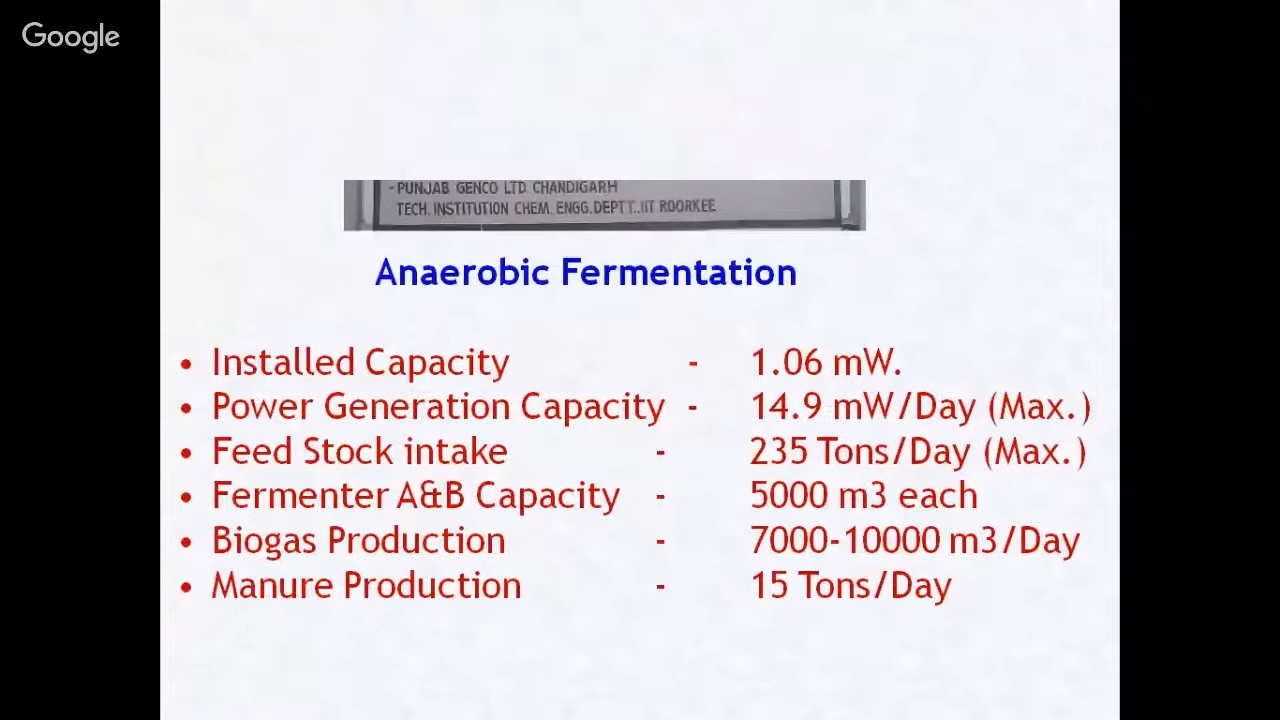 Google
-PUNJAB GENCO LTD CHANDIGARH
TECH. INSTITUTION CHEM. ENGG. DEPTT.,IIT ROORKEE
Anaerobic Fermentation
• Installed Capacity - 1.06 mW.
• Power Generation Capacity - 14.9 mW/Day (Max.)
• Feed Stock intake - 235 Tons/Day (Max.)
• Fermenter A&B Capacity - 5000 m3 each
• Biogas Production - 7000-10000 m3/Day
• Manure Production - 15 Tons/Day